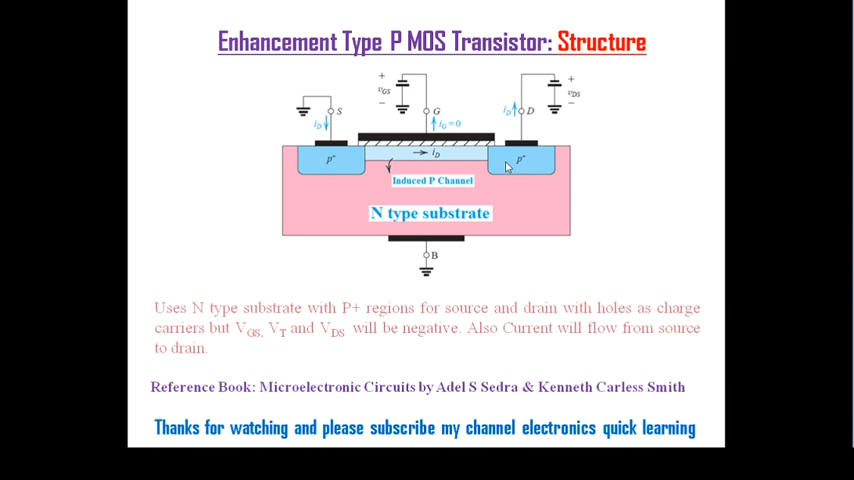 Enhancement Type P MOS Transistor: Structure
+ +
vGS vDS
− −
S G D
iD iG = 0 iD
p+ iD p+
Induced P Channel
N type substrate
B
Uses N type substrate with P+ regions for source and drain with holes as charge
carriers but VGS, VT and VDS will be negative. Also Current will flow from source
to drain.
Reference Book: Microelectronic Circuits by Adel S Sedra & Kenneth Carless Smith
Thanks for watching and please subscribe my channel electronics quick learning